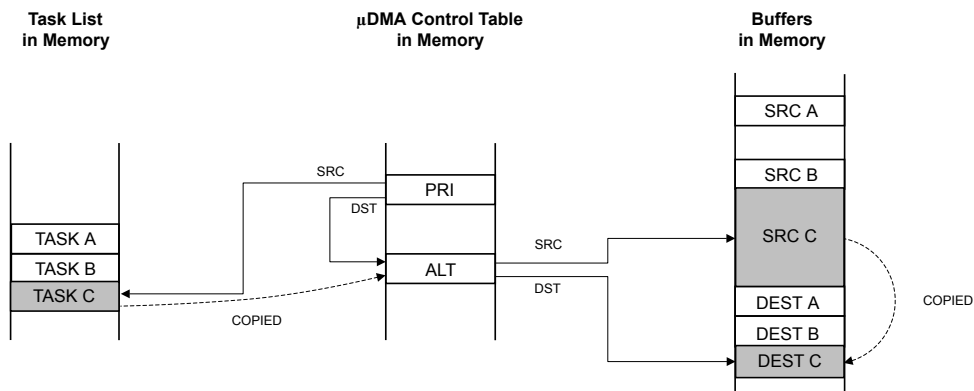 Task List
in Memory
µDMA Control Table
in Memory
Buffers
in Memory
SRC A
SRC
PRI
SRC B
DST
TASK A
SRC C
SRC
TASK B
ALT
TASK C
DST
DEST A
COPIED
COPIED
DEST B
DEST C